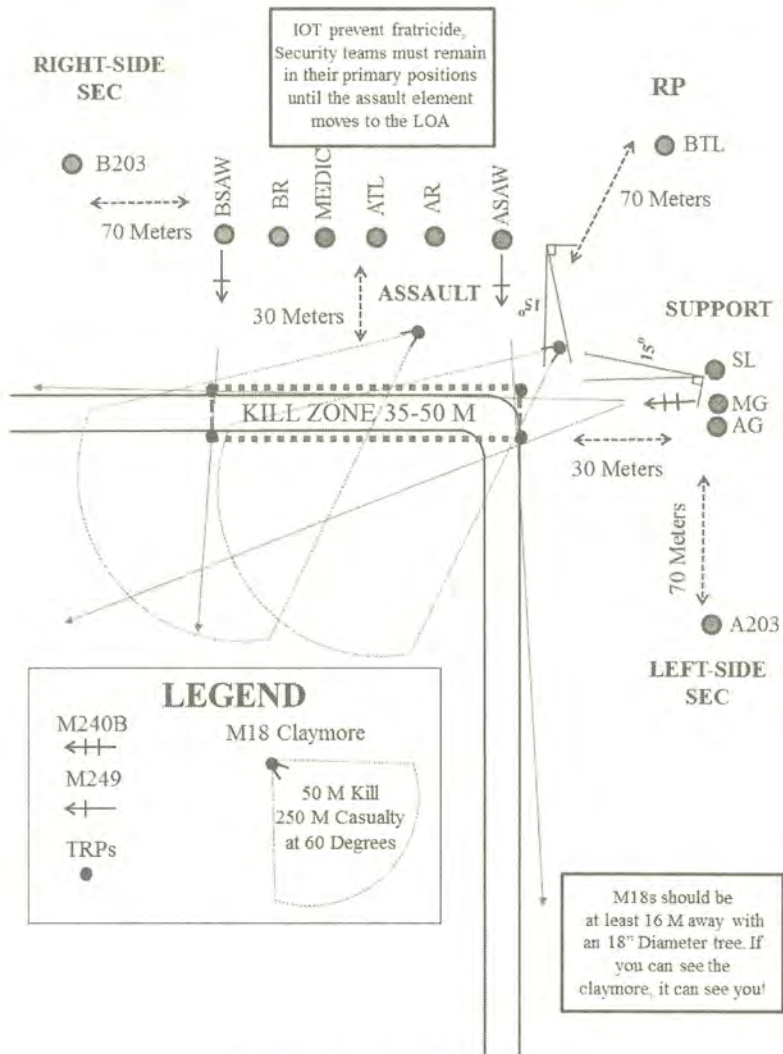 IOT prevent fratricide,
Security teams must remain
in their primary positions
until the assault element
moves to the LOA
RIGHT-SIDE
SEC
RP
B203
BTL
70 Meters
BSAW
BR
MEDIC
ATL
AR
ASAW
70 Meters
ASSAULT
30 Meters
15°
SUPPORT
15°
SL
MG
AG
KILL ZONE 35-50 M
30 Meters
70 Meters
A203
LEFT-SIDE
SEC
LEGEND
M240B
M18 Claymore
M249
50 M Kill
250 M Casualty
at 60 Degrees
TRPs
M18s should be
at least 16 M away with
an 18" Diameter tree. If
you can see the
claymore, it can see you!